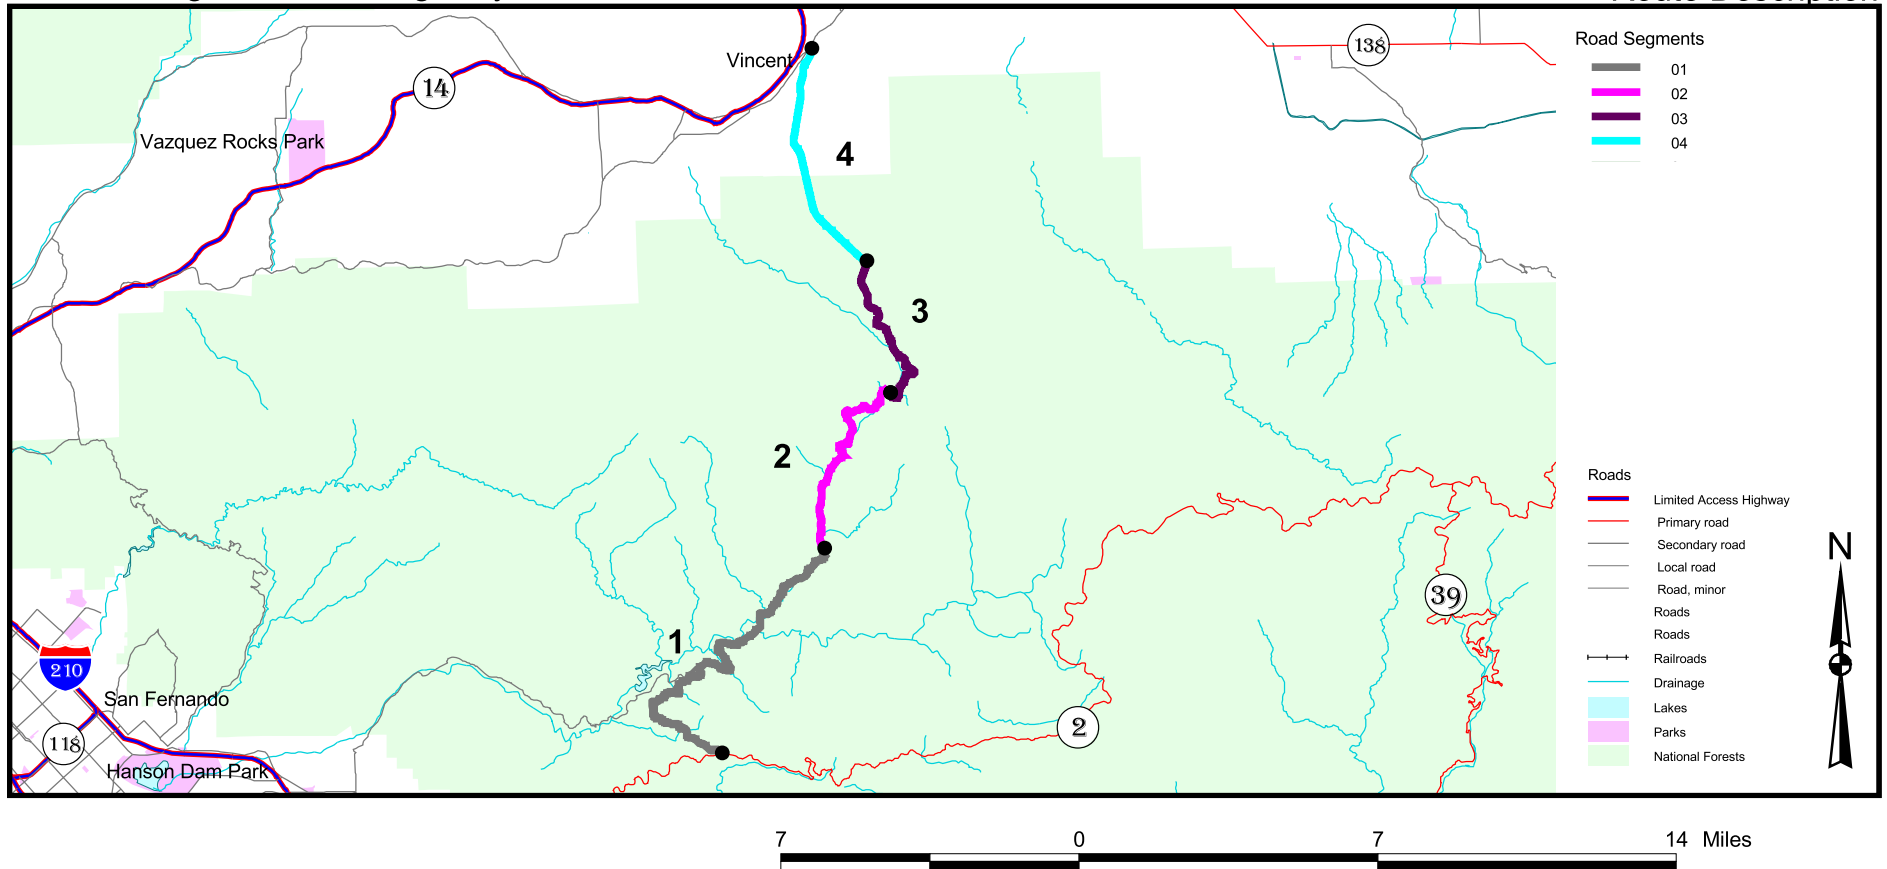 Vincent
14
138
Vazquez Rocks Park
4
3
2
1
39
2
210
San Fernando
118
Hanson Dam Park
Road Segments
01
02
03
04
Roads
Limited Access Highway
Primary road
Secondary road
Local road
Road, minor
Roads
Roads
Railroads
Drainage
Lakes
Parks
National Forests
N
7 0 7 14 Miles